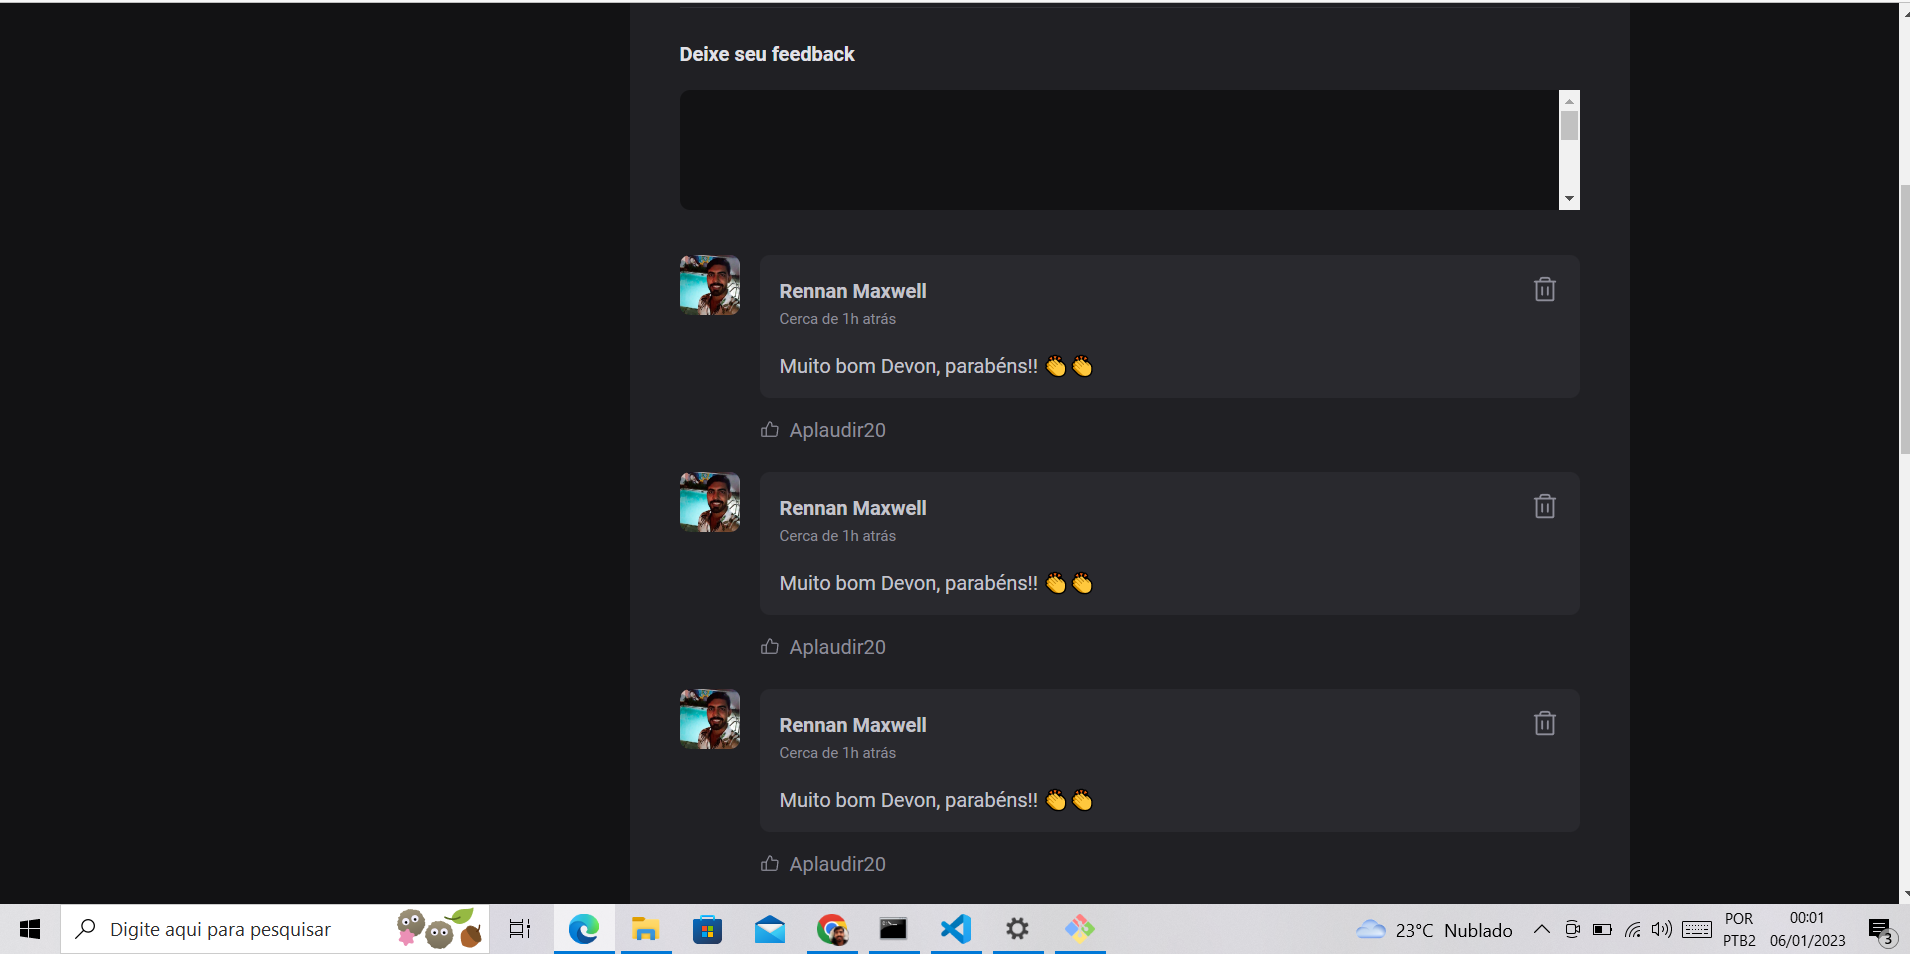 Deixe seu feedback
Rennan Maxwell
Cerca de 1h atrás
Muito bom Devon, parabéns!! 👏👏
Aplaudir20
Rennan Maxwell
Cerca de 1h atrás
Muito bom Devon, parabéns!! 👏👏
Aplaudir20
Rennan Maxwell
Cerca de 1h atrás
Muito bom Devon, parabéns!! 👏👏
Aplaudir20
Digite aqui para pesquisar
23°C Nublado
POR
PTB2
00:01
06/01/2023
3